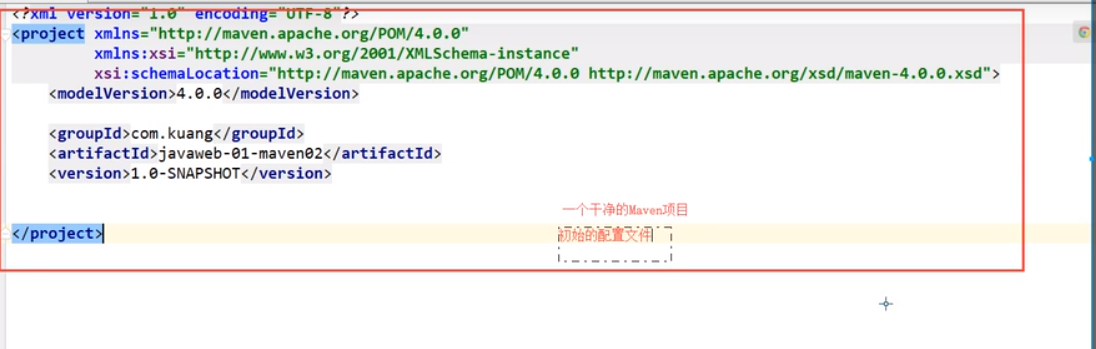 <?xml version="1.0" encoding="UTF-8"?>
<project xmlns="http://maven.apache.org/POM/4.0.0"
xmlns:xsi="http://www.w3.org/2001/XMLSchema-instance"
xsi:schemaLocation="http://maven.apache.org/POM/4.0.0 http://maven.apache.org/xsd/maven-4.0.0.xsd">
<modelVersion>4.0.0</modelVersion>
<groupId>com.kuang</groupId>
<artifactId>javaweb-01-maven02</artifactId>
<version>1.0-SNAPSHOT</version>
一个干净的Maven项目
</project>
初始的配置文件